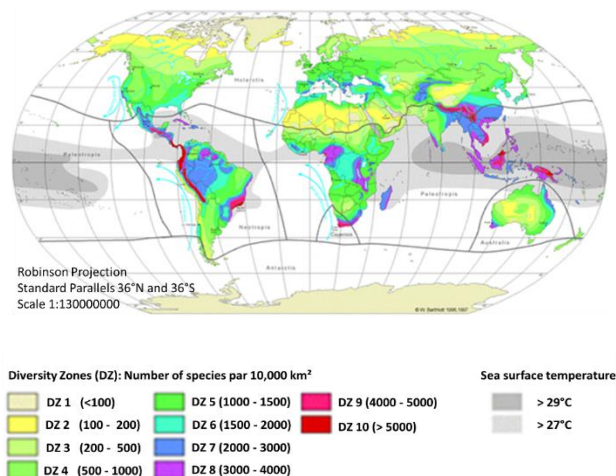 Holarctis
Paleotropis
Paleotropis
Neotropis
Capensis
Australis
Antarctis
Robinson Projection
Standard Parallels 36°N and 36°S
Scale 1:130000000
Diversity Zones (DZ): Number of species par 10,000 km²
Sea surface temperature
DZ 1 (<100)
DZ 2 (100 - 200)
DZ 3 (200 - 500)
DZ 4 (500 - 1000)
DZ 5 (1000 - 1500)
DZ 6 (1500 - 2000)
DZ 7 (2000 - 3000)
DZ 8 (3000 - 4000)
DZ 9 (4000 - 5000)
DZ 10 (> 5000)
> 29°C
> 27°C